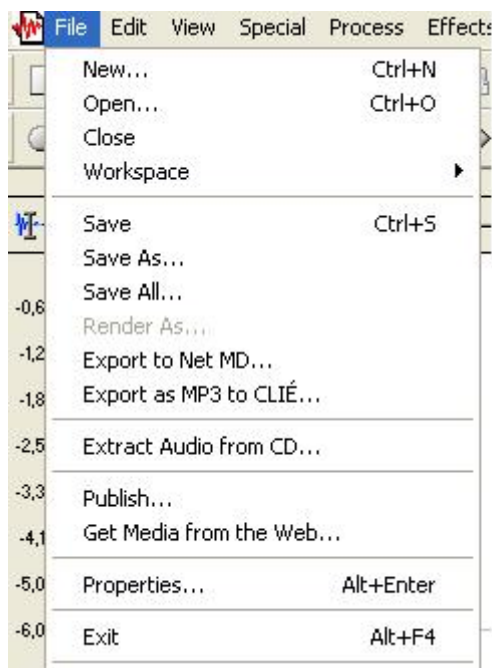 File Edit View Special Process Effects
New... Ctrl+N
Open... Ctrl+O
Close
Workspace
Save Ctrl+S
Save As...
Save All...
Render As...
Export to Net MD...
Export as MP3 to CLIÉ...
Extract Audio from CD...
Publish...
Get Media from the Web...
Properties... Alt+Enter
Exit Alt+F4
-0,6
-1,2
-1,8
-2,5
-3,3
-4,1
-5,0
-6,0